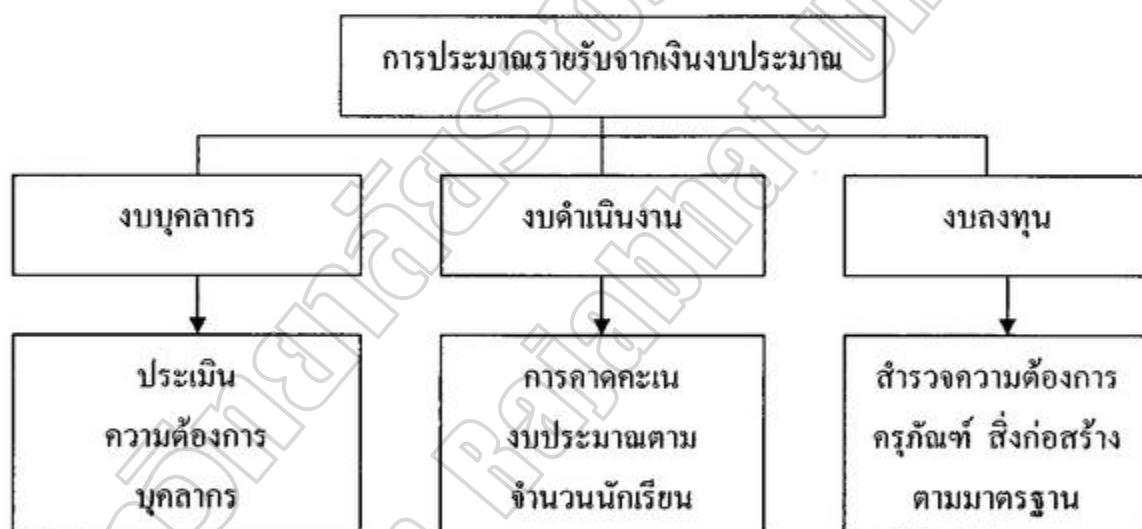 การประมาณรายรับจากเงินงบประมาณ
งบบุคลากร
งบดำเนินงาน
งบลงทุน
ประเมิน
ความต้องการ
บุคลากร
การคาดคะเน
งบประมาณตาม
จำนวนนักเรียน
สำรวจความต้องการ
ครุภัณฑ์ สิ่งก่อสร้าง
ตามมาตรฐาน
Rajabhat